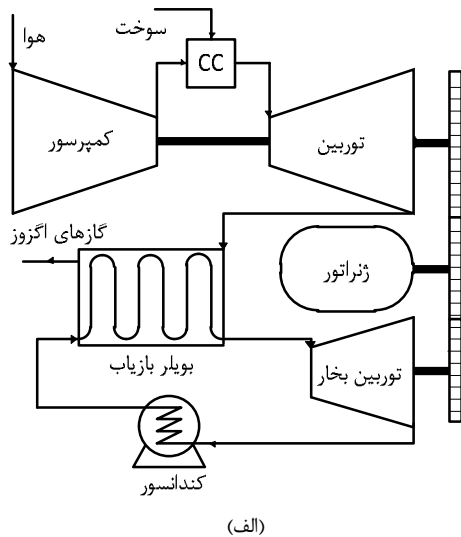 سوخت
هوا
CC
کمپرسور
توربین
گازهای اگزوز
ژنراتور
بویلر بازیاب
توربین بخار
کندانسور
(الف)